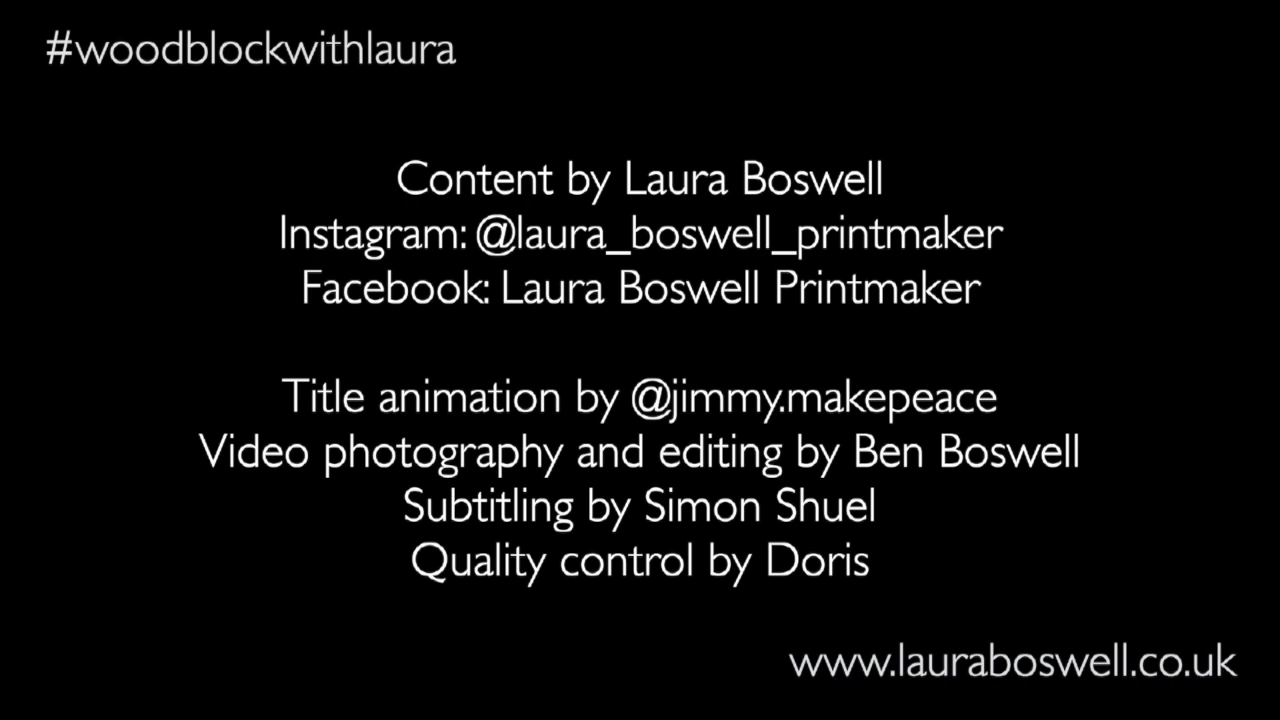 #woodblockwithlaura
Content by Laura Boswell
Instagram: @laura_boswell_printmaker
Facebook: Laura Boswell Printmaker
Title animation by @jimmy.makepeace
Video photography and editing by Ben Boswell
Subtitling by Simon Shuel
Quality control by Doris
www.lauraboswell.co.uk